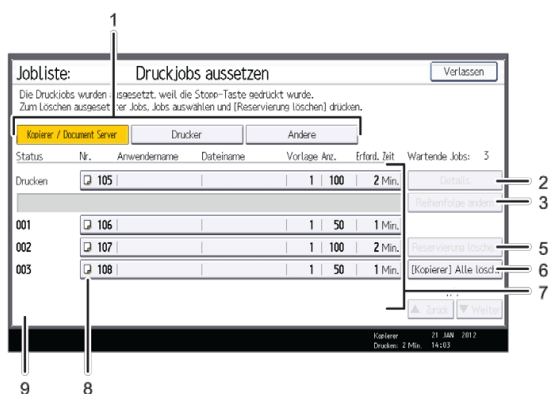 1
Jobliste: Druckjobs aussetzen Verlassen
Die Druckjobs wurden ausgesetzt, weil die Stopp-Taste gedrückt wurde.
Zum Löschen ausgesetzter Jobs, Jobs auswählen und [Reservierung löschen] drücken.
Kopierer / Document Server Drucker Andere
Status Nr. Anwendername Dateiname Vorlage Anz. Erford. Zeit Wartende Jobs: 3
Drucken 105 1 100 2 Min. Details 2
Reihenfolge ändern 3
001 106 1 50 1 Min.
002 107 1 100 2 Min. Reservierung lösche 5
003 108 1 50 1 Min. [Kopierer] Alle lösch.. 6
7
▲ Zurück ▼ Weiter
Kopierer 21 JAN 2012
Drucken: 2 Min. 14:03
9 8